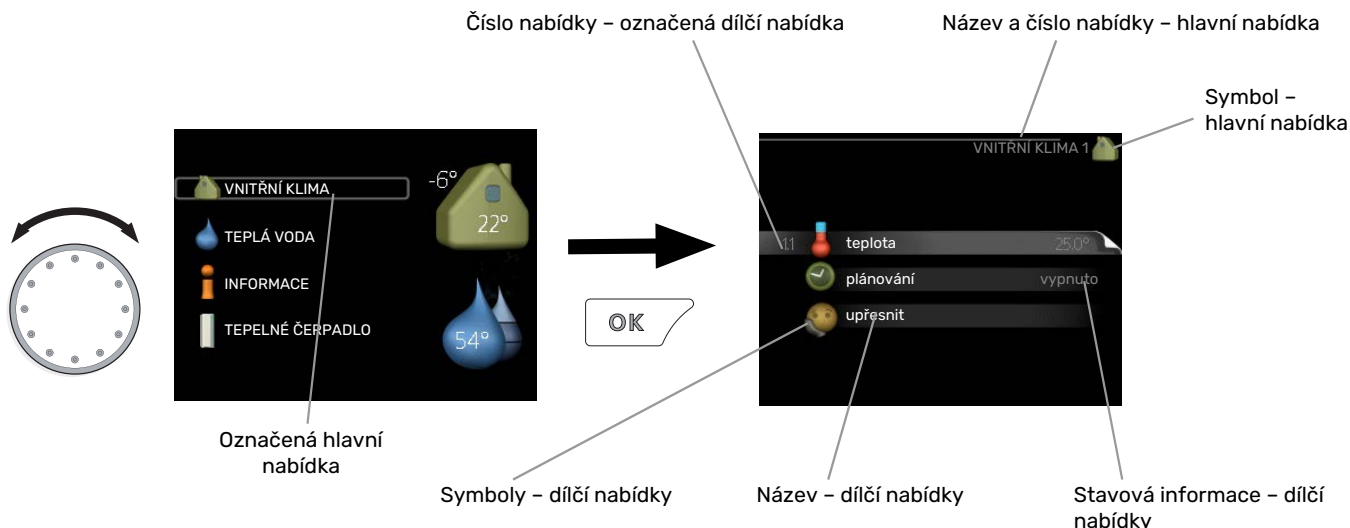 Číslo nabídky – označená dílčí nabídka
Název a číslo nabídky – hlavní nabídka
Symbol –
hlavní nabídka
VNITŘNÍ KLIMA
-6°
22°
TEPLÁ VODA
INFORMACE
TEPELNÉ ČERPADLO
54°
OK
VNITŘNÍ KLIMA 1
1.1 teplota 25.0°
plánování vypnuto
upřesnit
Označená hlavní
nabídka
Symboly – dílčí nabídky
Název – dílčí nabídky
Stavová informace – dílčí
nabídky